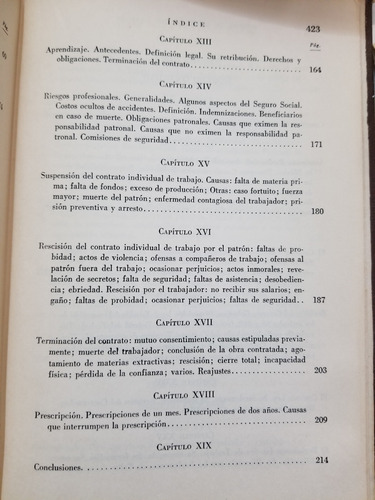 ÍNDICE 423
CAPÍTULO XIII Pág.
Aprendizaje. Antecedentes. Definición legal. Su retribución. Derechos y
obligaciones. Terminación del contrato 164
CAPÍTULO XIV
Riesgos profesionales. Generalidades. Algunos aspectos del Seguro Social.
Costos ocultos de accidentes. Definición. Indemnizaciones. Beneficiarios
en caso de muerte. Obligaciones patronales. Causas que eximen la res-
ponsabilidad patronal. Causas que no eximen la responsabilidad pa-
tronal. Comisiones de seguridad 171
CAPÍTULO XV
Suspensión del contrato individual de trabajo. Causas: falta de materia pri-
ma; falta de fondos; exceso de producción; Otras: caso fortuito; fuerza
mayor; muerte del patrón; enfermedad contagiosa del trabajador; pri-
sión preventiva y arresto 180
CAPÍTULO XVI
Rescisión del contrato individual de trabajo por el patrón: faltas de pro-
bidad; actos de violencia; ofensas a compañeros de trabajo; ofensas al
patrón fuera del trabajo; ocasionar perjuicios; actos inmorales; reve-
lación de secretos; falta de seguridad; faltas de asistencia; desobedien-
cia; ebriedad. Rescisión por el trabajador: no recibir sus salarios; en-
gaño; faltas de probidad; ocasionar perjuicios; faltas de seguridad 187
CAPÍTULO XVII
Terminación del contrato: mutuo consentimiento; causas estipuladas previa-
mente; muerte del trabajador; conclusión de la obra contratada; ago-
tamiento de materias extractivas; rescisión; cierre total; incapacidad
física; pérdida de la confianza; varios. Reajustes 203
CAPÍTULO XVIII
Prescripción. Prescripciones de un mes. Prescripciones de dos años. Causas
que interrumpen la prescripción 209
CAPÍTULO XIX
Conclusiones. 214